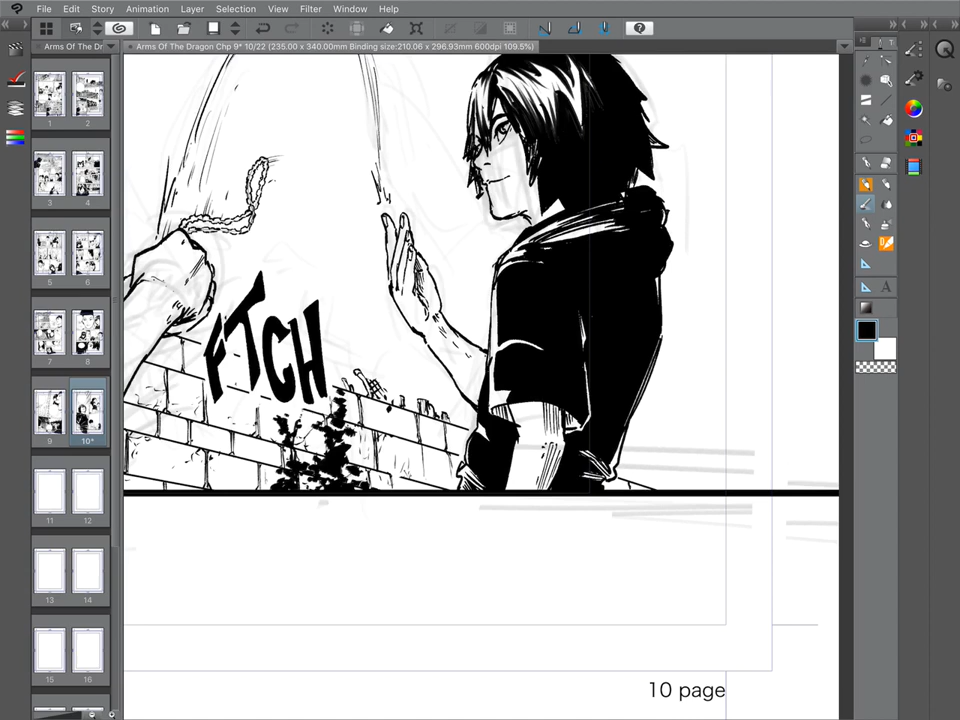 File Edit Story Animation Layer Selection View Filter Window Help
Arms Of The Dr
Arms Of The Dragon Chp 9* 10/22 (235.00 x 340.00mm Binding size:210.06 x 296.93mm 600dpi 109.5%)
1 2
3 4
5 6
7 8
9 10*
11 12
13 14
15 16
FTCH
T
A
10 page